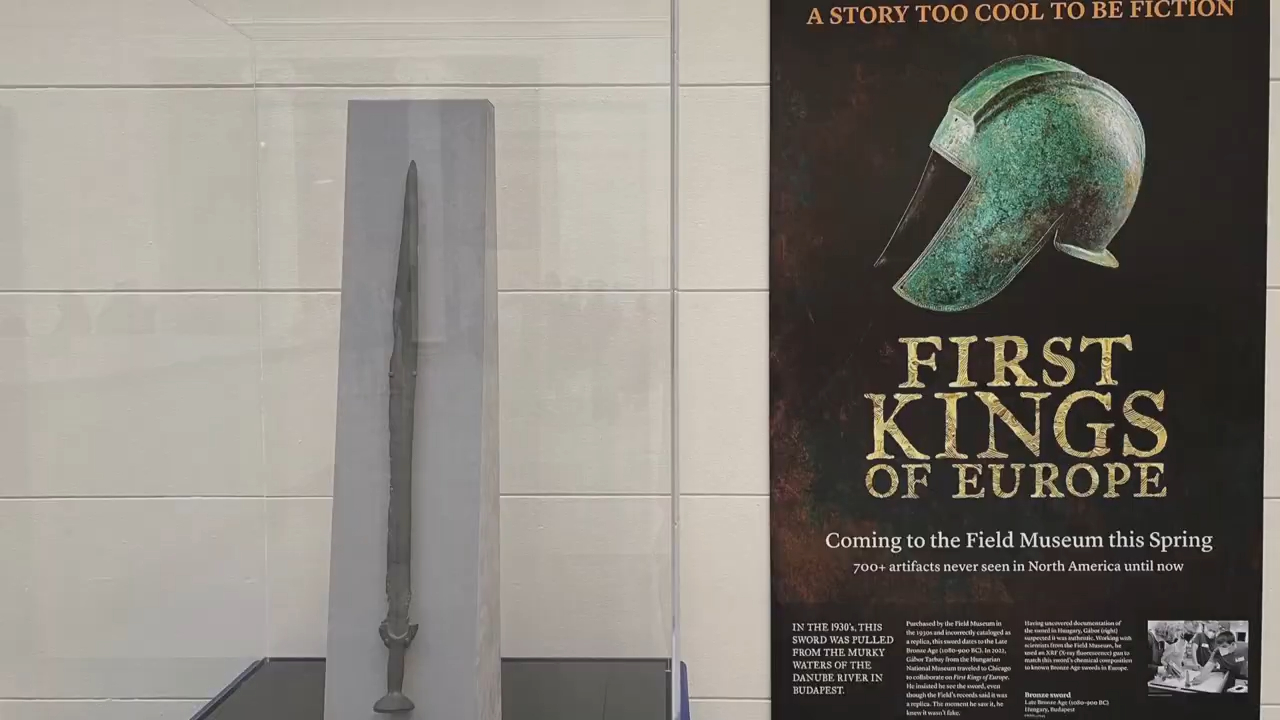 A STORY TOO COOL TO BE FICTION
FIRST
KINGS
OF EUROPE
Coming to the Field Museum this Spring
700+ artifacts never seen in North America until now
IN THE 1930's, THIS
SWORD WAS PULLED
FROM THE MURKY
WATERS OF THE
DANUBE RIVER IN
BUDAPEST.
Purchased by the Field Museum in
the 1930s and incorrectly cataloged as
a replica, this sword dates to the Late
Bronze Age (1080-900 BC). In 2022,
Gábor Tarbay from the Hungarian
National Museum traveled to Chicago
to collaborate on First Kings of Europe.
He insisted he see the sword, even
though the Field's records said it was
a replica. The moment he saw it, he
knew it wasn't fake.
Having uncovered documentation of
the sword in Hungary, Gábor (right)
suspected it was authentic. Working with
scientists from the Field Museum, he
used an XRF (X-ray fluorescence) gun to
match this sword's chemical composition
to known Bronze Age swords in Europe.
Bronze sword
Late Bronze Age (1080-900 BC)
Hungary, Budapest